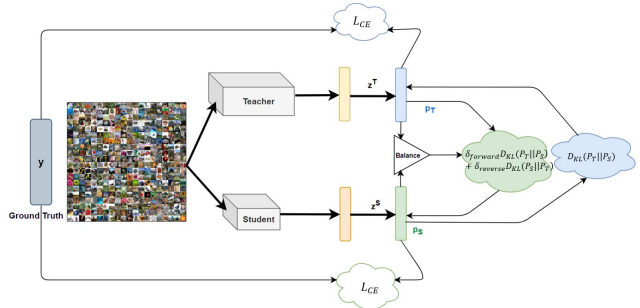 L_CE
Teacher
z^T
P_T
y
Balance
δ_forward D_KL(P_T||P_S)
+ δ_reverse D_KL(P_S||P_T)
D_KL(P_T||P_S)
Ground Truth
Student
z^S
P_S
L_CE